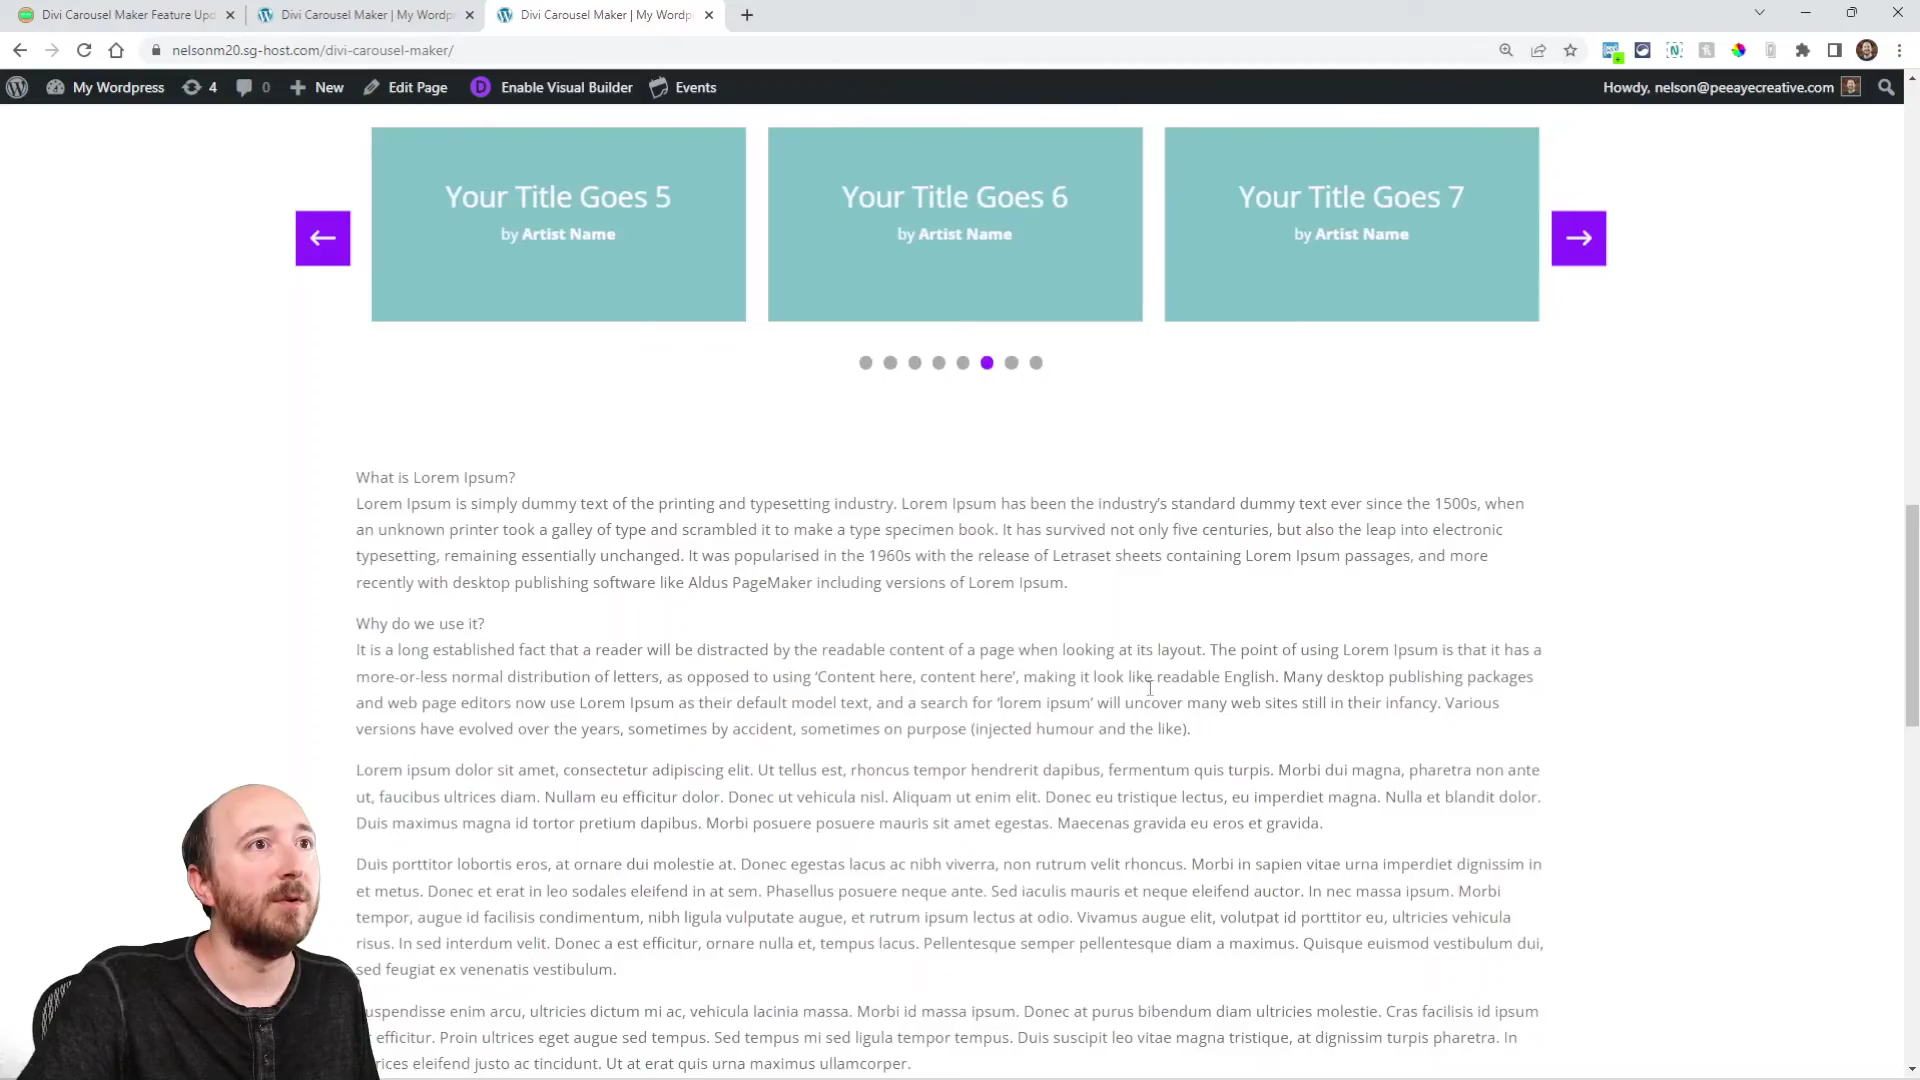 Divi Carousel Maker Feature Upd
Divi Carousel Maker | My Wordpr
Divi Carousel Maker | My Wordp
nelsonm20.sg-host.com/divi-carousel-maker/
My Wordpress 4 0 New Edit Page Enable Visual Builder Events Howdy, nelson@peeayecreative.com
Your Title Goes 5
by Artist Name
Your Title Goes 6
by Artist Name
Your Title Goes 7
by Artist Name
What is Lorem Ipsum?
Lorem Ipsum is simply dummy text of the printing and typesetting industry. Lorem Ipsum has been the industry’s standard dummy text ever since the 1500s, when
an unknown printer took a galley of type and scrambled it to make a type specimen book. It has survived not only five centuries, but also the leap into electronic
typesetting, remaining essentially unchanged. It was popularised in the 1960s with the release of Letraset sheets containing Lorem Ipsum passages, and more
recently with desktop publishing software like Aldus PageMaker including versions of Lorem Ipsum.
Why do we use it?
It is a long established fact that a reader will be distracted by the readable content of a page when looking at its layout. The point of using Lorem Ipsum is that it has a
more-or-less normal distribution of letters, as opposed to using ‘Content here, content here’, making it look like readable English. Many desktop publishing packages
and web page editors now use Lorem Ipsum as their default model text, and a search for ‘lorem ipsum’ will uncover many web sites still in their infancy. Various
versions have evolved over the years, sometimes by accident, sometimes on purpose (injected humour and the like).
Lorem ipsum dolor sit amet, consectetur adipiscing elit. Ut tellus est, rhoncus tempor hendrerit dapibus, fermentum quis turpis. Morbi dui magna, pharetra non ante
ut, faucibus ultrices diam. Nullam eu efficitur dolor. Donec ut vehicula nisl. Aliquam ut enim elit. Donec eu tristique lectus, eu imperdiet magna. Nulla et blandit dolor.
Duis maximus magna id tortor pretium dapibus. Morbi posuere posuere mauris sit amet egestas. Maecenas gravida eu eros et gravida.
Duis porttitor lobortis eros, at ornare dui molestie at. Donec egestas lacus ac nibh viverra, non rutrum velit rhoncus. Morbi in sapien vitae urna imperdiet dignissim in
et metus. Donec et erat in leo sodales eleifend in at sem. Phasellus posuere neque ante. Sed iaculis mauris et neque eleifend auctor. In nec massa ipsum. Morbi
tempor, augue id facilisis condimentum, nibh ligula vulputate augue, et rutrum ipsum lectus at odio. Vivamus augue elit, volutpat id porttitor eu, ultricies vehicula
risus. In sed interdum velit. Donec a est efficitur, ornare nulla et, tempus lacus. Pellentesque semper pellentesque diam a maximus. Quisque euismod vestibulum dui,
sed feugiat ex venenatis vestibulum.
uspendisse enim arcu, ultricies dictum mi ac, vehicula lacinia massa. Morbi id massa ipsum. Donec at purus bibendum diam ultricies molestie. Cras facilisis id ipsum
efficitur. Proin ultrices eget augue sed tempus. Sed tempus mi sed ligula tempor tempus. Duis suscipit leo vitae magna tristique, at dignissim turpis pharetra. In
trices eleifend justo ac tincidunt. Ut at erat quis urna maximus ullamcorper.